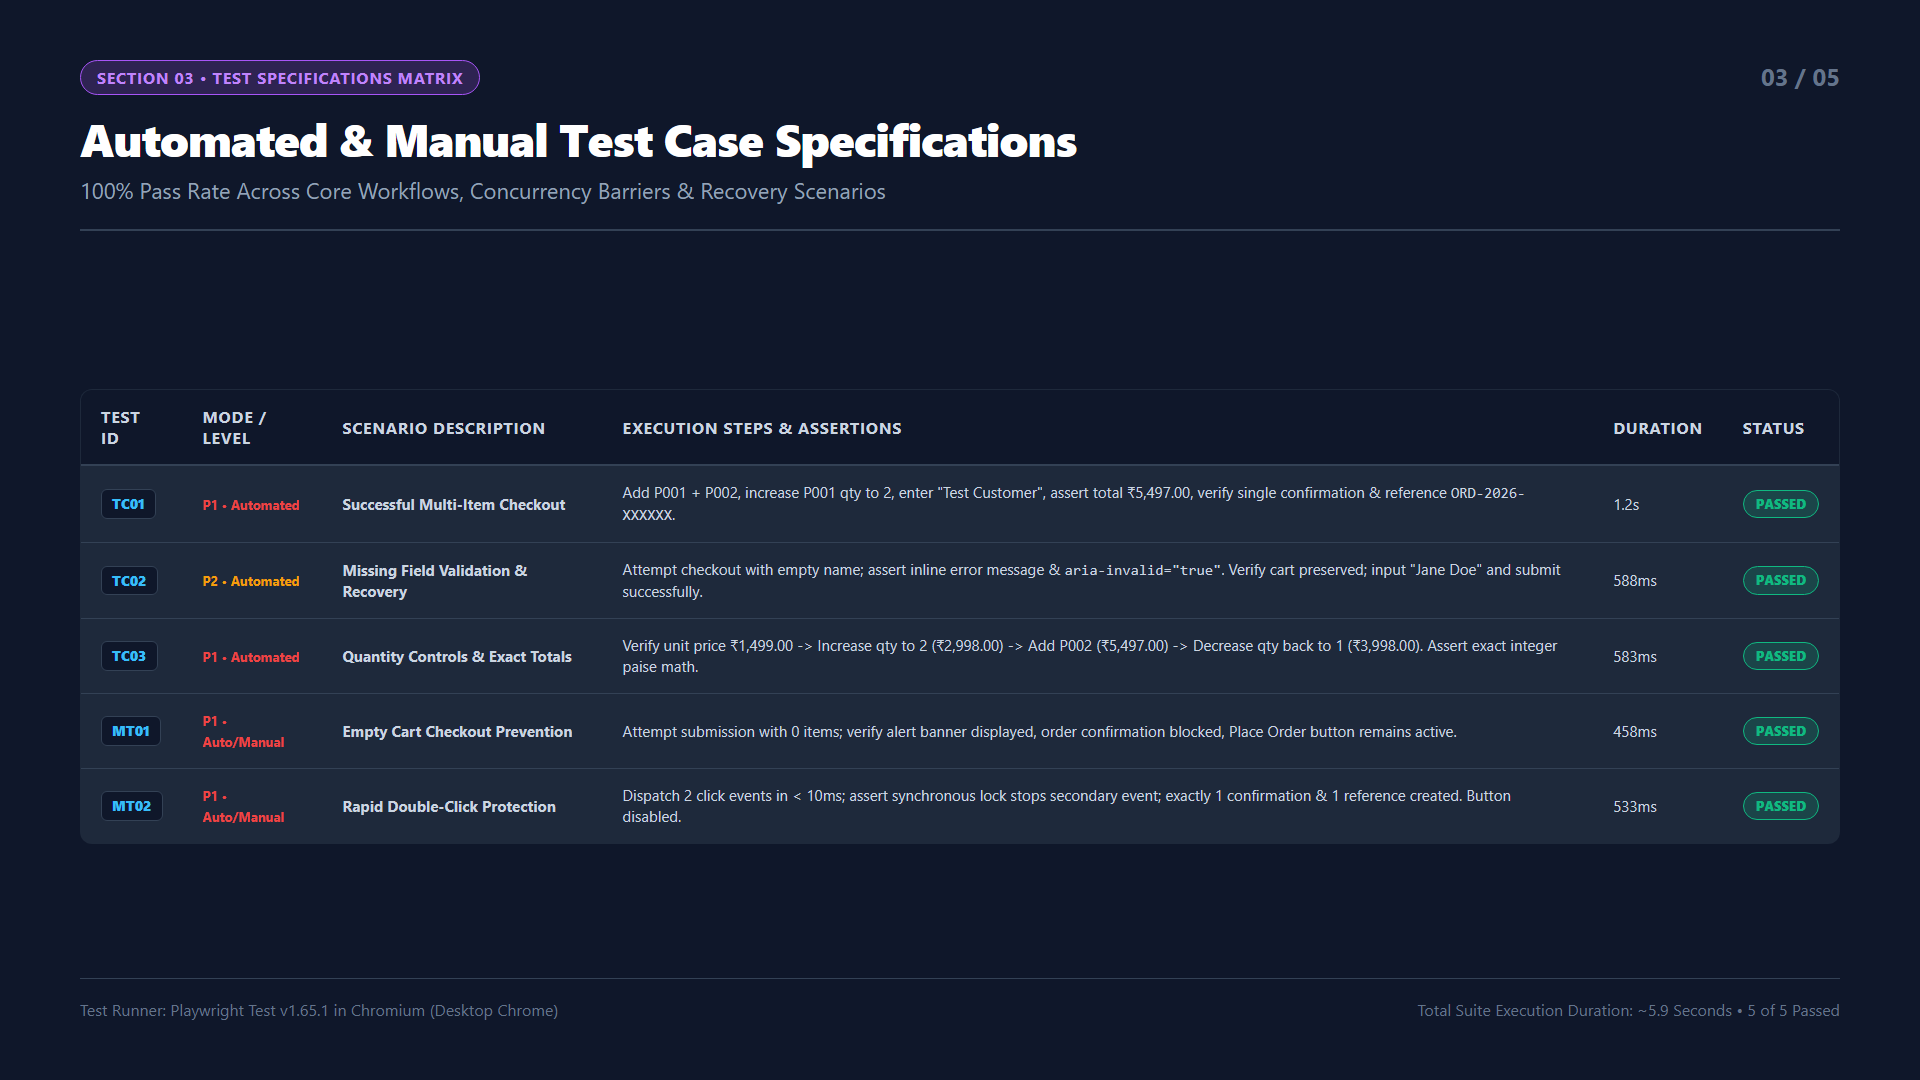 SECTION 03 • TEST SPECIFICATIONS MATRIX
03 / 05
Automated & Manual Test Case Specifications
100% Pass Rate Across Core Workflows, Concurrency Barriers & Recovery Scenarios
TEST ID
MODE / LEVEL
SCENARIO DESCRIPTION
EXECUTION STEPS & ASSERTIONS
DURATION
STATUS
TC01
P1 • Automated
Successful Multi-Item Checkout
Add P001 + P002, increase P001 qty to 2, enter "Test Customer", assert total ₹5,497.00, verify single confirmation & reference ORD-2026-
XXXXXX.
1.2s
PASSED
TC02
P2 • Automated
Missing Field Validation &
Recovery
Attempt checkout with empty name; assert inline error message & aria-invalid="true". Verify cart preserved; input "Jane Doe" and submit
successfully.
588ms
PASSED
TC03
P1 • Automated
Quantity Controls & Exact Totals
Verify unit price ₹1,499.00 -> Increase qty to 2 (₹2,998.00) -> Add P002 (₹5,497.00) -> Decrease qty back to 1 (₹3,998.00). Assert exact integer
paise math.
583ms
PASSED
MT01
P1 •
Auto/Manual
Empty Cart Checkout Prevention
Attempt submission with 0 items; verify alert banner displayed, order confirmation blocked, Place Order button remains active.
458ms
PASSED
MT02
P1 •
Auto/Manual
Rapid Double-Click Protection
Dispatch 2 click events in < 10ms; assert synchronous lock stops secondary event; exactly 1 confirmation & 1 reference created. Button
disabled.
533ms
PASSED
Test Runner: Playwright Test v1.65.1 in Chromium (Desktop Chrome)
Total Suite Execution Duration: ~5.9 Seconds • 5 of 5 Passed